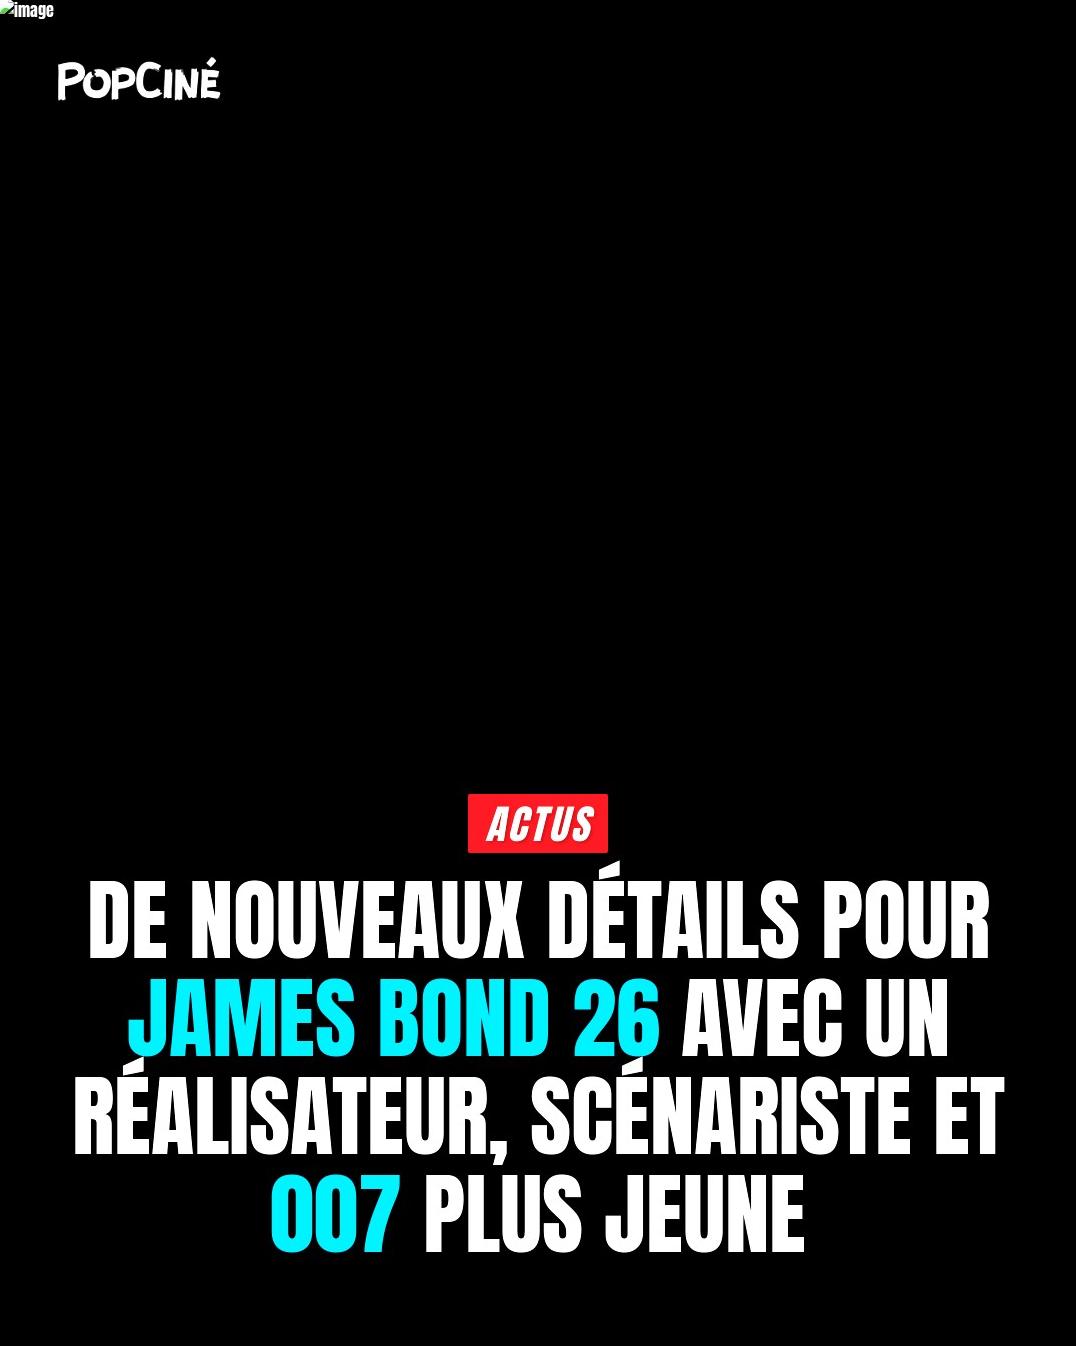 image
POPCINÉ
ACTUS
DE NOUVEAUX DÉTAILS POUR
JAMES BOND 26 AVEC UN
RÉALISATEUR, SCÉNARISTE ET
007 PLUS JEUNE